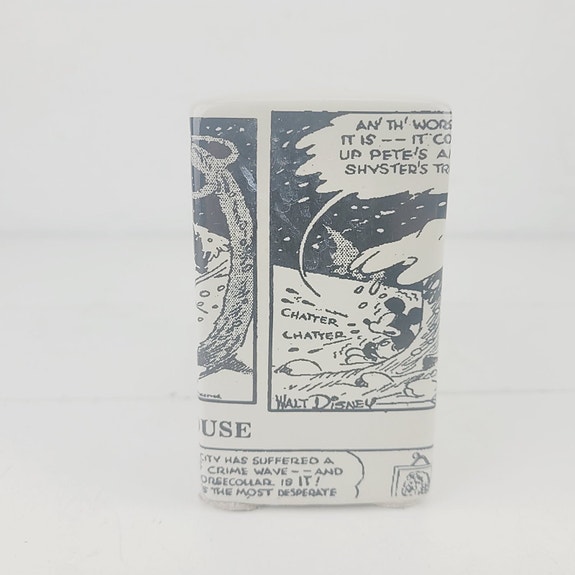 AN' TH' WORS
IT IS -- IT CO
UP PETE'S A
SHYSTER'S TR
CHATTER
CHATTER
WALT DISNEY
OUSE
CITY HAS SUFFERED A
CRIME WAVE -- AND
ORSECOLLAR IS IT!
THE MOST DESPERATE